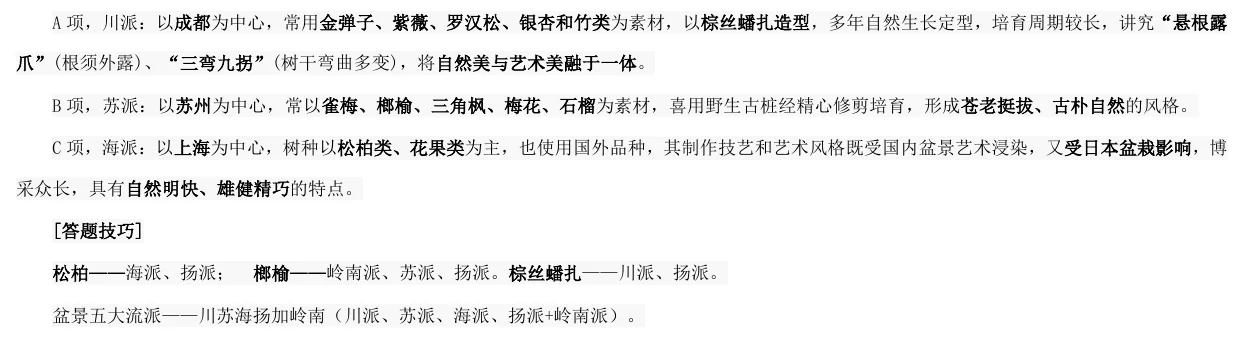 A 项，川派：以成都为中心，常用金弹子、紫薇、罗汉松、银杏和竹类为素材，以棕丝蟠扎造型，多年自然生长定型，培育周期较长，讲究“悬根露
爪”(根须外露)、“三弯九拐”(树干弯曲多变)，将自然美与艺术美融于一体。
B 项，苏派：以苏州为中心，常以雀梅、榔榆、三角枫、梅花、石榴为素材，喜用野生古桩经精心修剪培育，形成苍老挺拔、古朴自然的风格。
C 项，海派：以上海为中心，树种以松柏类、花果类为主，也使用国外品种，其制作技艺和艺术风格既受国内盆景艺术浸染，又受日本盆栽影响，博
采众长，具有自然明快、雄健精巧的特点。
[答题技巧]
松柏——海派、扬派； 榔榆——岭南派、苏派、扬派。棕丝蟠扎——川派、扬派。
盆景五大流派——川苏海扬加岭南（川派、苏派、海派、扬派+岭南派）。